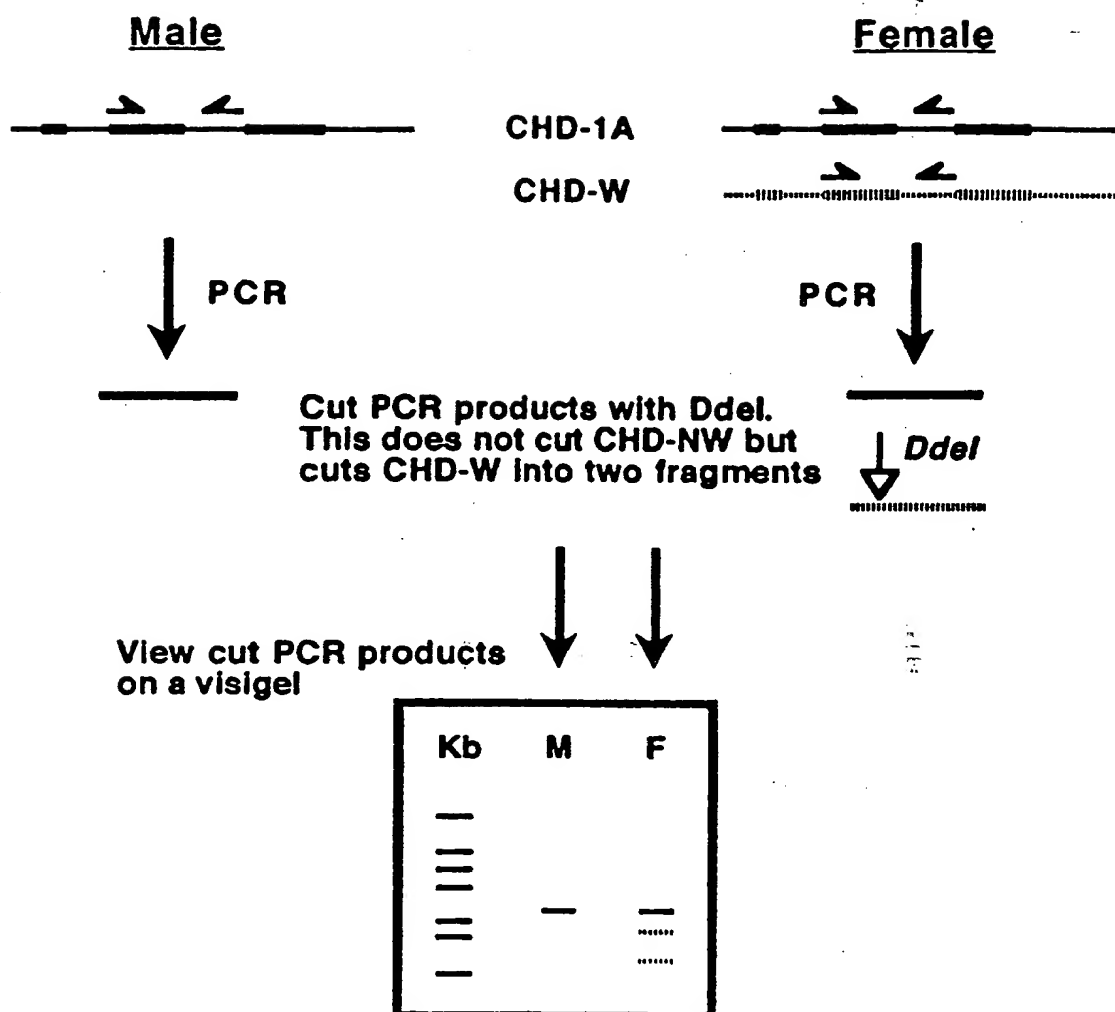 Male
Female
CHD-1A
CHD-W
PCR
PCR
Cut PCR products with DdeI.
This does not cut CHD-NW but
cuts CHD-W into two fragments
DdeI
View cut PCR products
on a visigel
Kb M F